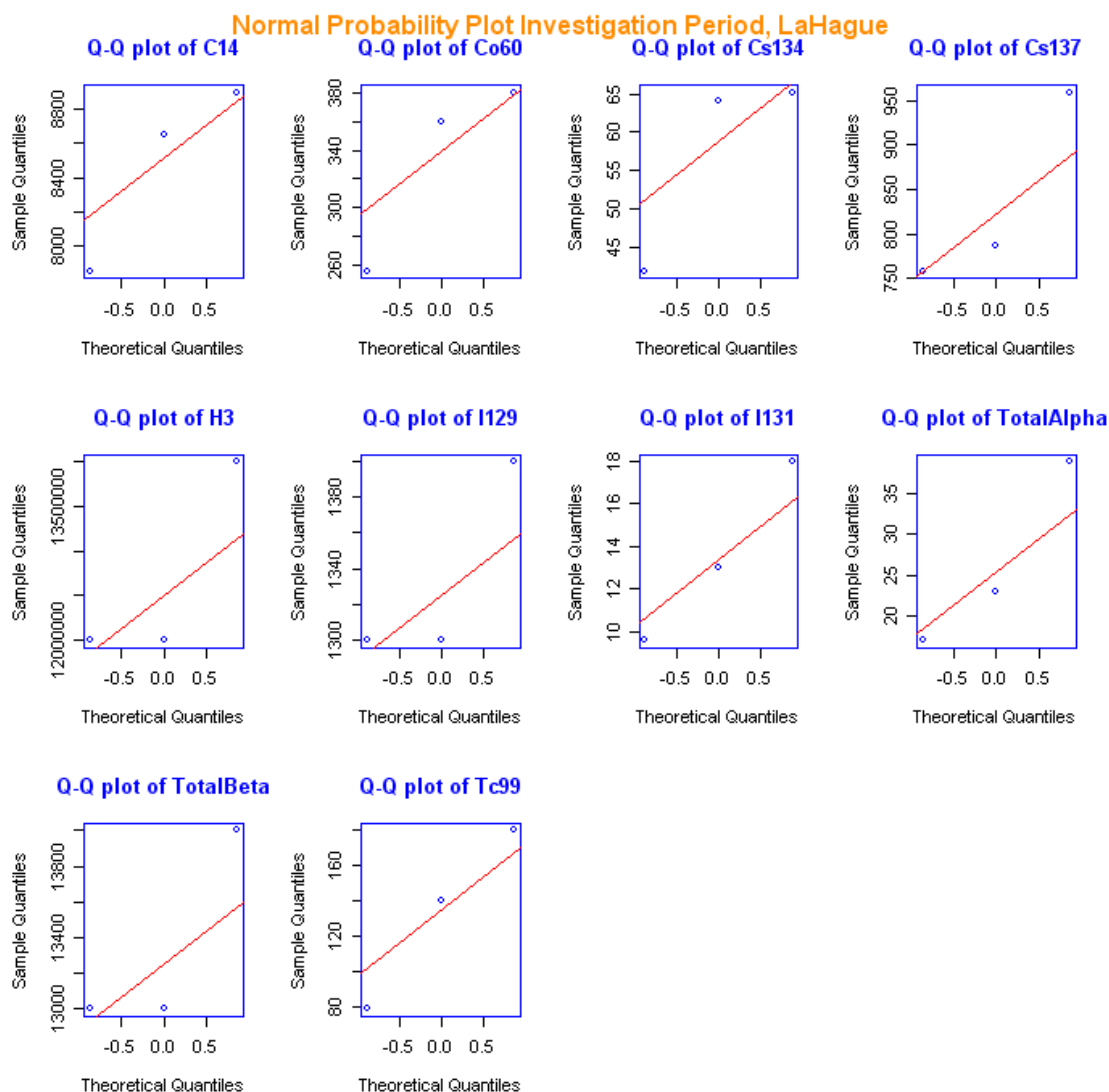 Normal Probability Plot Investigation Period, LaHague
Q-Q plot of C14
Sample Quantiles
8800
8400
8000
-0.5 0.0 0.5
Theoretical Quantiles
Q-Q plot of Co60
Sample Quantiles
380
340
300
260
-0.5 0.0 0.5
Theoretical Quantiles
Q-Q plot of Cs134
Sample Quantiles
65
60
55
50
45
-0.5 0.0 0.5
Theoretical Quantiles
Q-Q plot of Cs137
Sample Quantiles
950
900
850
800
750
-0.5 0.0 0.5
Theoretical Quantiles
Q-Q plot of H3
Sample Quantiles
13500000
12000000
-0.5 0.0 0.5
Theoretical Quantiles
Q-Q plot of I129
Sample Quantiles
1380
1340
1300
-0.5 0.0 0.5
Theoretical Quantiles
Q-Q plot of I131
Sample Quantiles
18
16
14
12
10
-0.5 0.0 0.5
Theoretical Quantiles
Q-Q plot of TotalAlpha
Sample Quantiles
35
30
25
20
-0.5 0.0 0.5
Theoretical Quantiles
Q-Q plot of TotalBeta
Sample Quantiles
13800
13400
13000
-0.5 0.0 0.5
Theoretical Quantiles
Q-Q plot of Tc99
Sample Quantiles
160
120
80
-0.5 0.0 0.5
Theoretical Quantiles